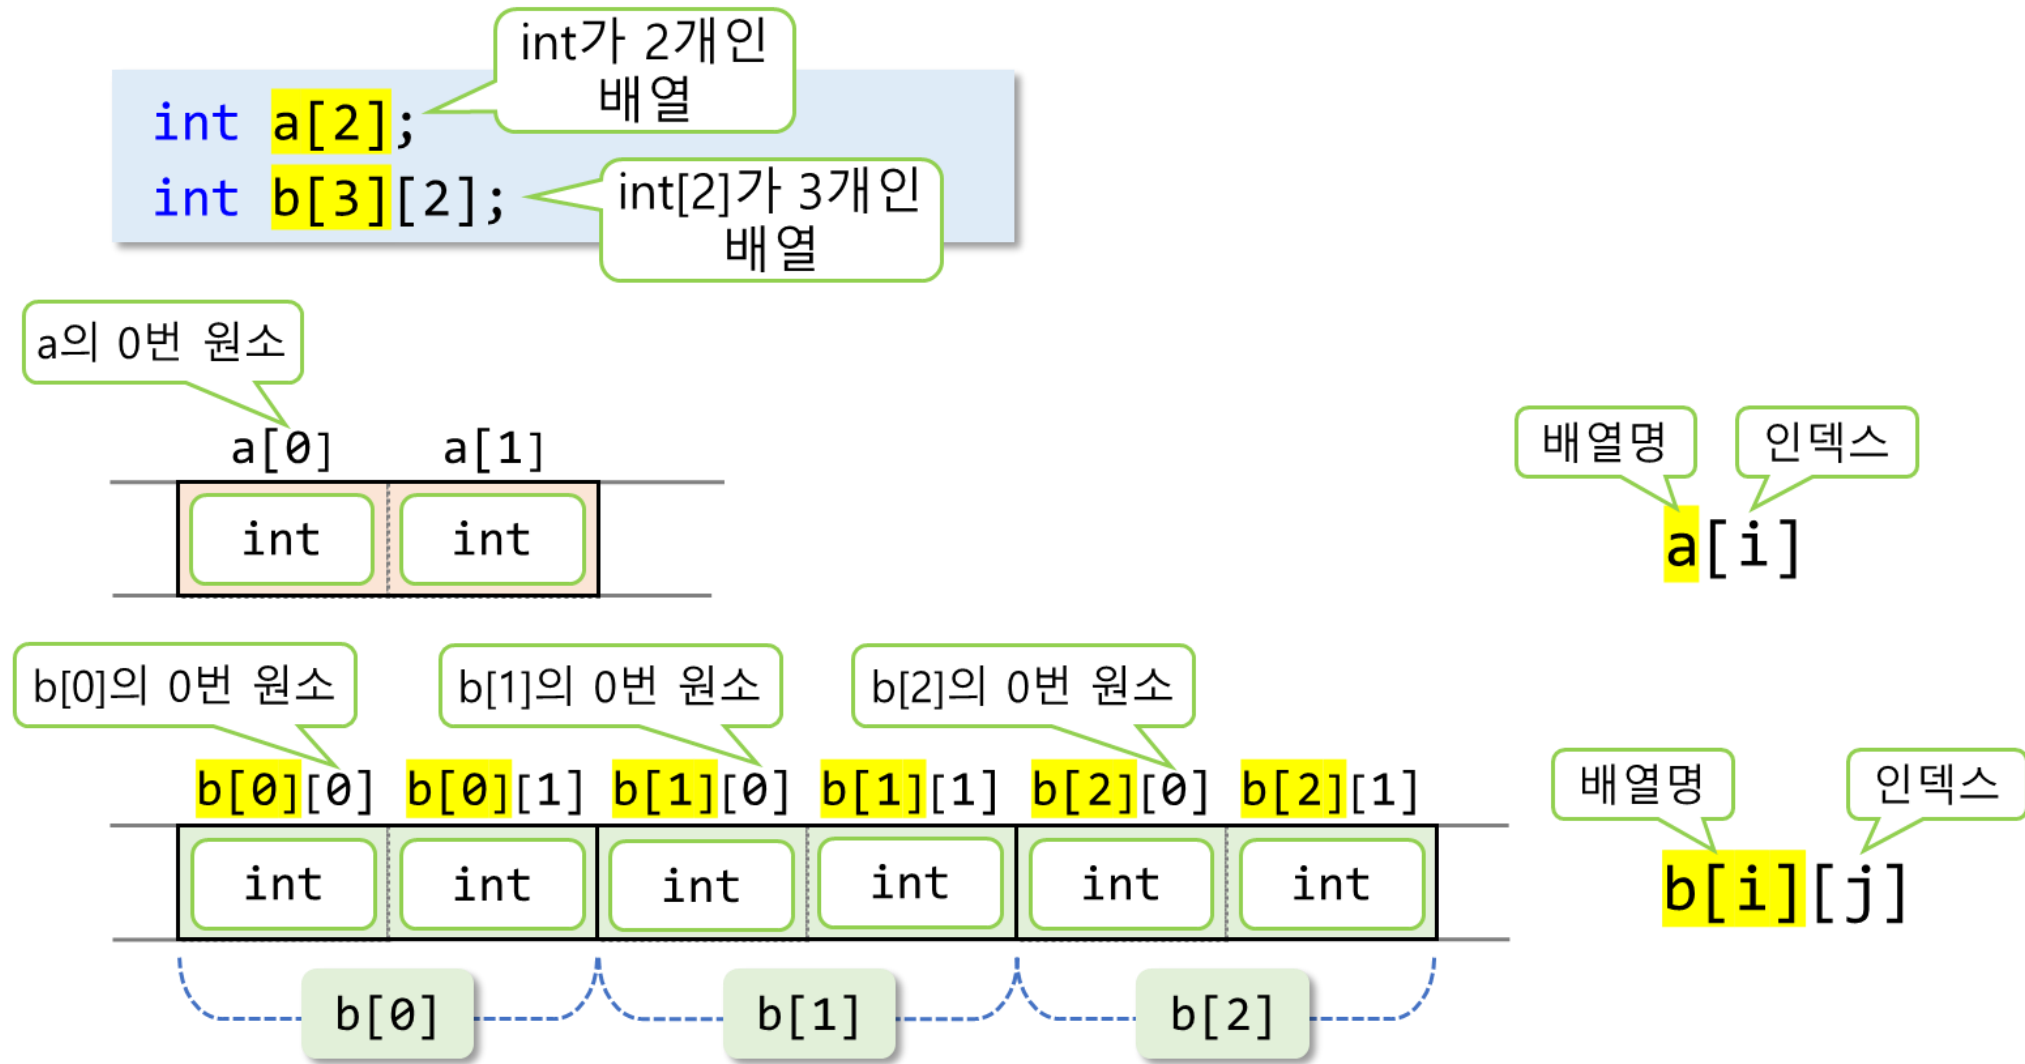 int가 2개인
배열
int a[2];
int b[3][2];
int[2]가 3개인
배열
a의 0번 원소
a[0] a[1]
int int
배열명 인덱스
a[i]
b[0]의 0번 원소 b[1]의 0번 원소 b[2]의 0번 원소
b[0][0] b[0][1] b[1][0] b[1][1] b[2][0] b[2][1]
int int int int int int
배열명 인덱스
b[i][j]
b[0] b[1] b[2]